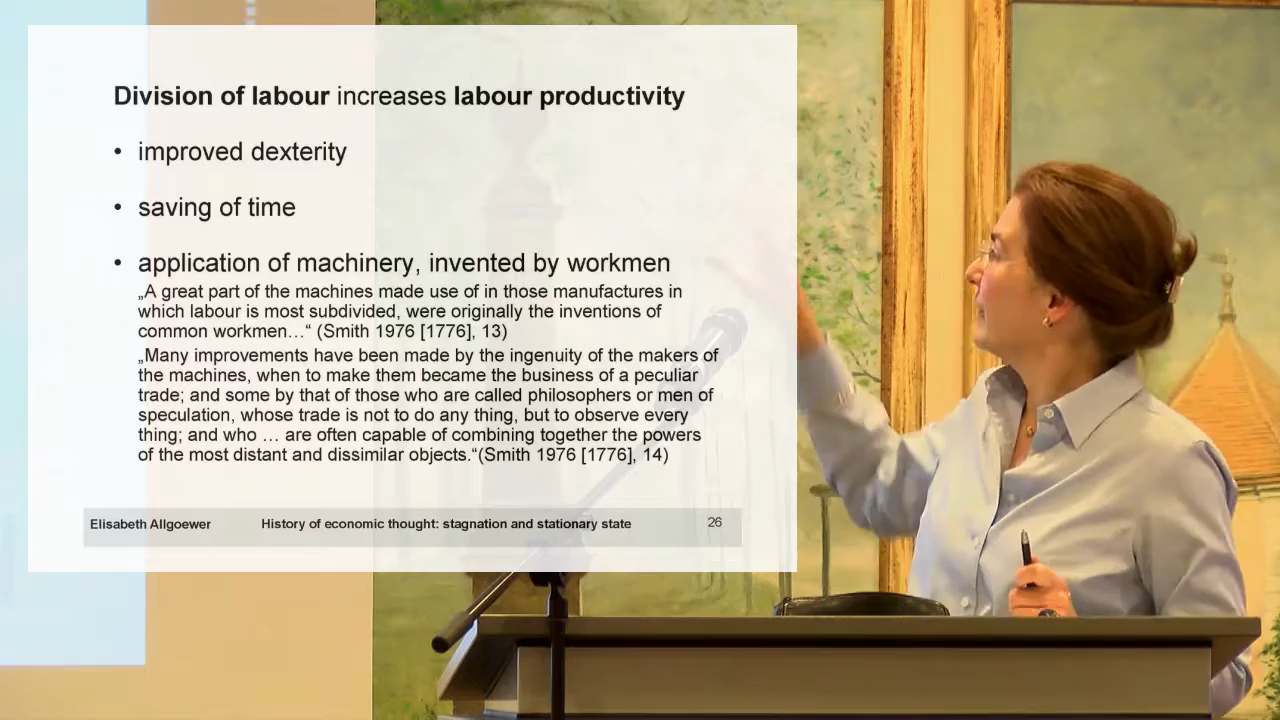 Division of labour increases labour productivity
• improved dexterity
• saving of time
• application of machinery, invented by workmen
„A great part of the machines made use of in those manufactures in
which labour is most subdivided, were originally the inventions of
common workmen…“ (Smith 1976 [1776], 13)
„Many improvements have been made by the ingenuity of the makers of
the machines, when to make them became the business of a peculiar
trade; and some by that of those who are called philosophers or men of
speculation, whose trade is not to do any thing, but to observe every
thing; and who … are often capable of combining together the powers
of the most distant and dissimilar objects.“(Smith 1976 [1776], 14)
Elisabeth Allgoewer History of economic thought: stagnation and stationary state 26